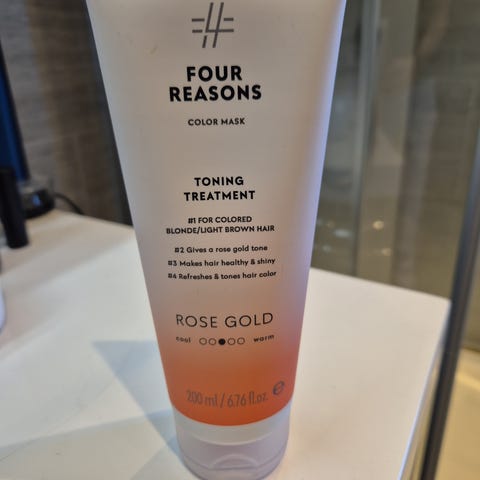 4
FOUR
REASONS
COLOR MASK
TONING
TREATMENT
#1 FOR COLORED
BLONDE/LIGHT BROWN HAIR
#2 Gives a rose gold tone
#3 Makes hair healthy & shiny
#4 Refreshes & tones hair color
ROSE GOLD
cool ○○●○○ warm
200 ml / 6.76 fl.oz. ℮